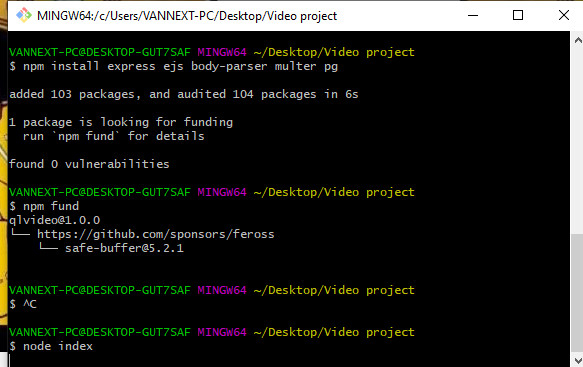 MINGW64:/c/Users/VANNEXT-PC/Desktop/Video project
VANNEXT-PC@DESKTOP-GUT7SAF MINGW64 ~/Desktop/Video project
$ npm install express ejs body-parser multer pg
added 103 packages, and audited 104 packages in 6s
1 package is looking for funding
  run `npm fund` for details
found 0 vulnerabilities
VANNEXT-PC@DESKTOP-GUT7SAF MINGW64 ~/Desktop/Video project
$ npm fund
qlvideo@1.0.0
└── https://github.com/sponsors/feross
    └── safe-buffer@5.2.1
VANNEXT-PC@DESKTOP-GUT7SAF MINGW64 ~/Desktop/Video project
$ ^C
VANNEXT-PC@DESKTOP-GUT7SAF MINGW64 ~/Desktop/Video project
$ node index